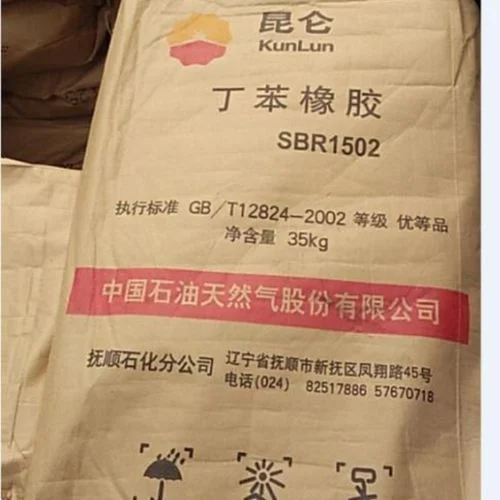 昆仑
KunLun
丁苯橡胶
SBR1502
执行标准 GB/T12824-2002 等级 优等品
净含量 35kg
中国石油天然气股份有限公司
抚顺石化分公司 辽宁省抚顺市新抚区凤翔路45号
电话(024) 82517886 57670718